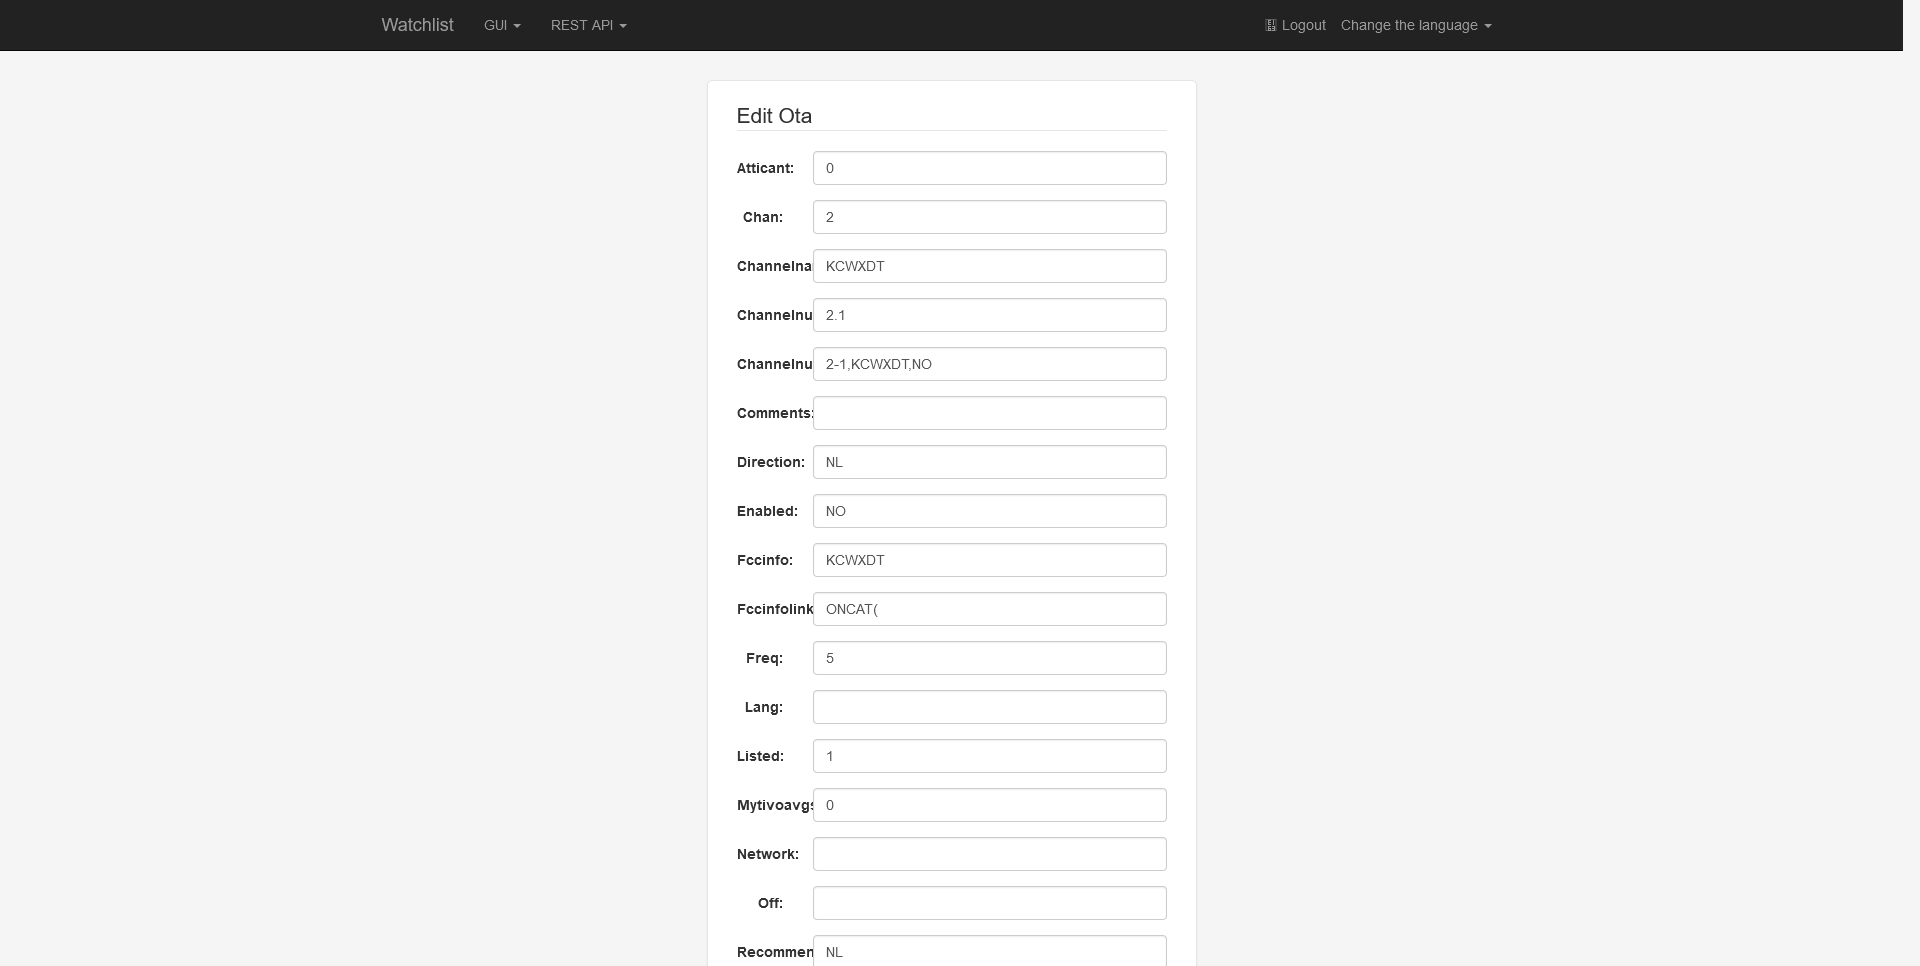 Watchlist GUI REST API Logout Change the language
Edit Ota
Atticant: 0
Chan: 2
Channelna KCWXDT
Channelnu 2.1
Channelnu 2-1,KCWXDT,NO
Comments:
Direction: NL
Enabled: NO
Fccinfo: KCWXDT
Fccinfolink ONCAT(
Freq: 5
Lang:
Listed: 1
Mytivoavgs 0
Network:
Off:
Recommen NL